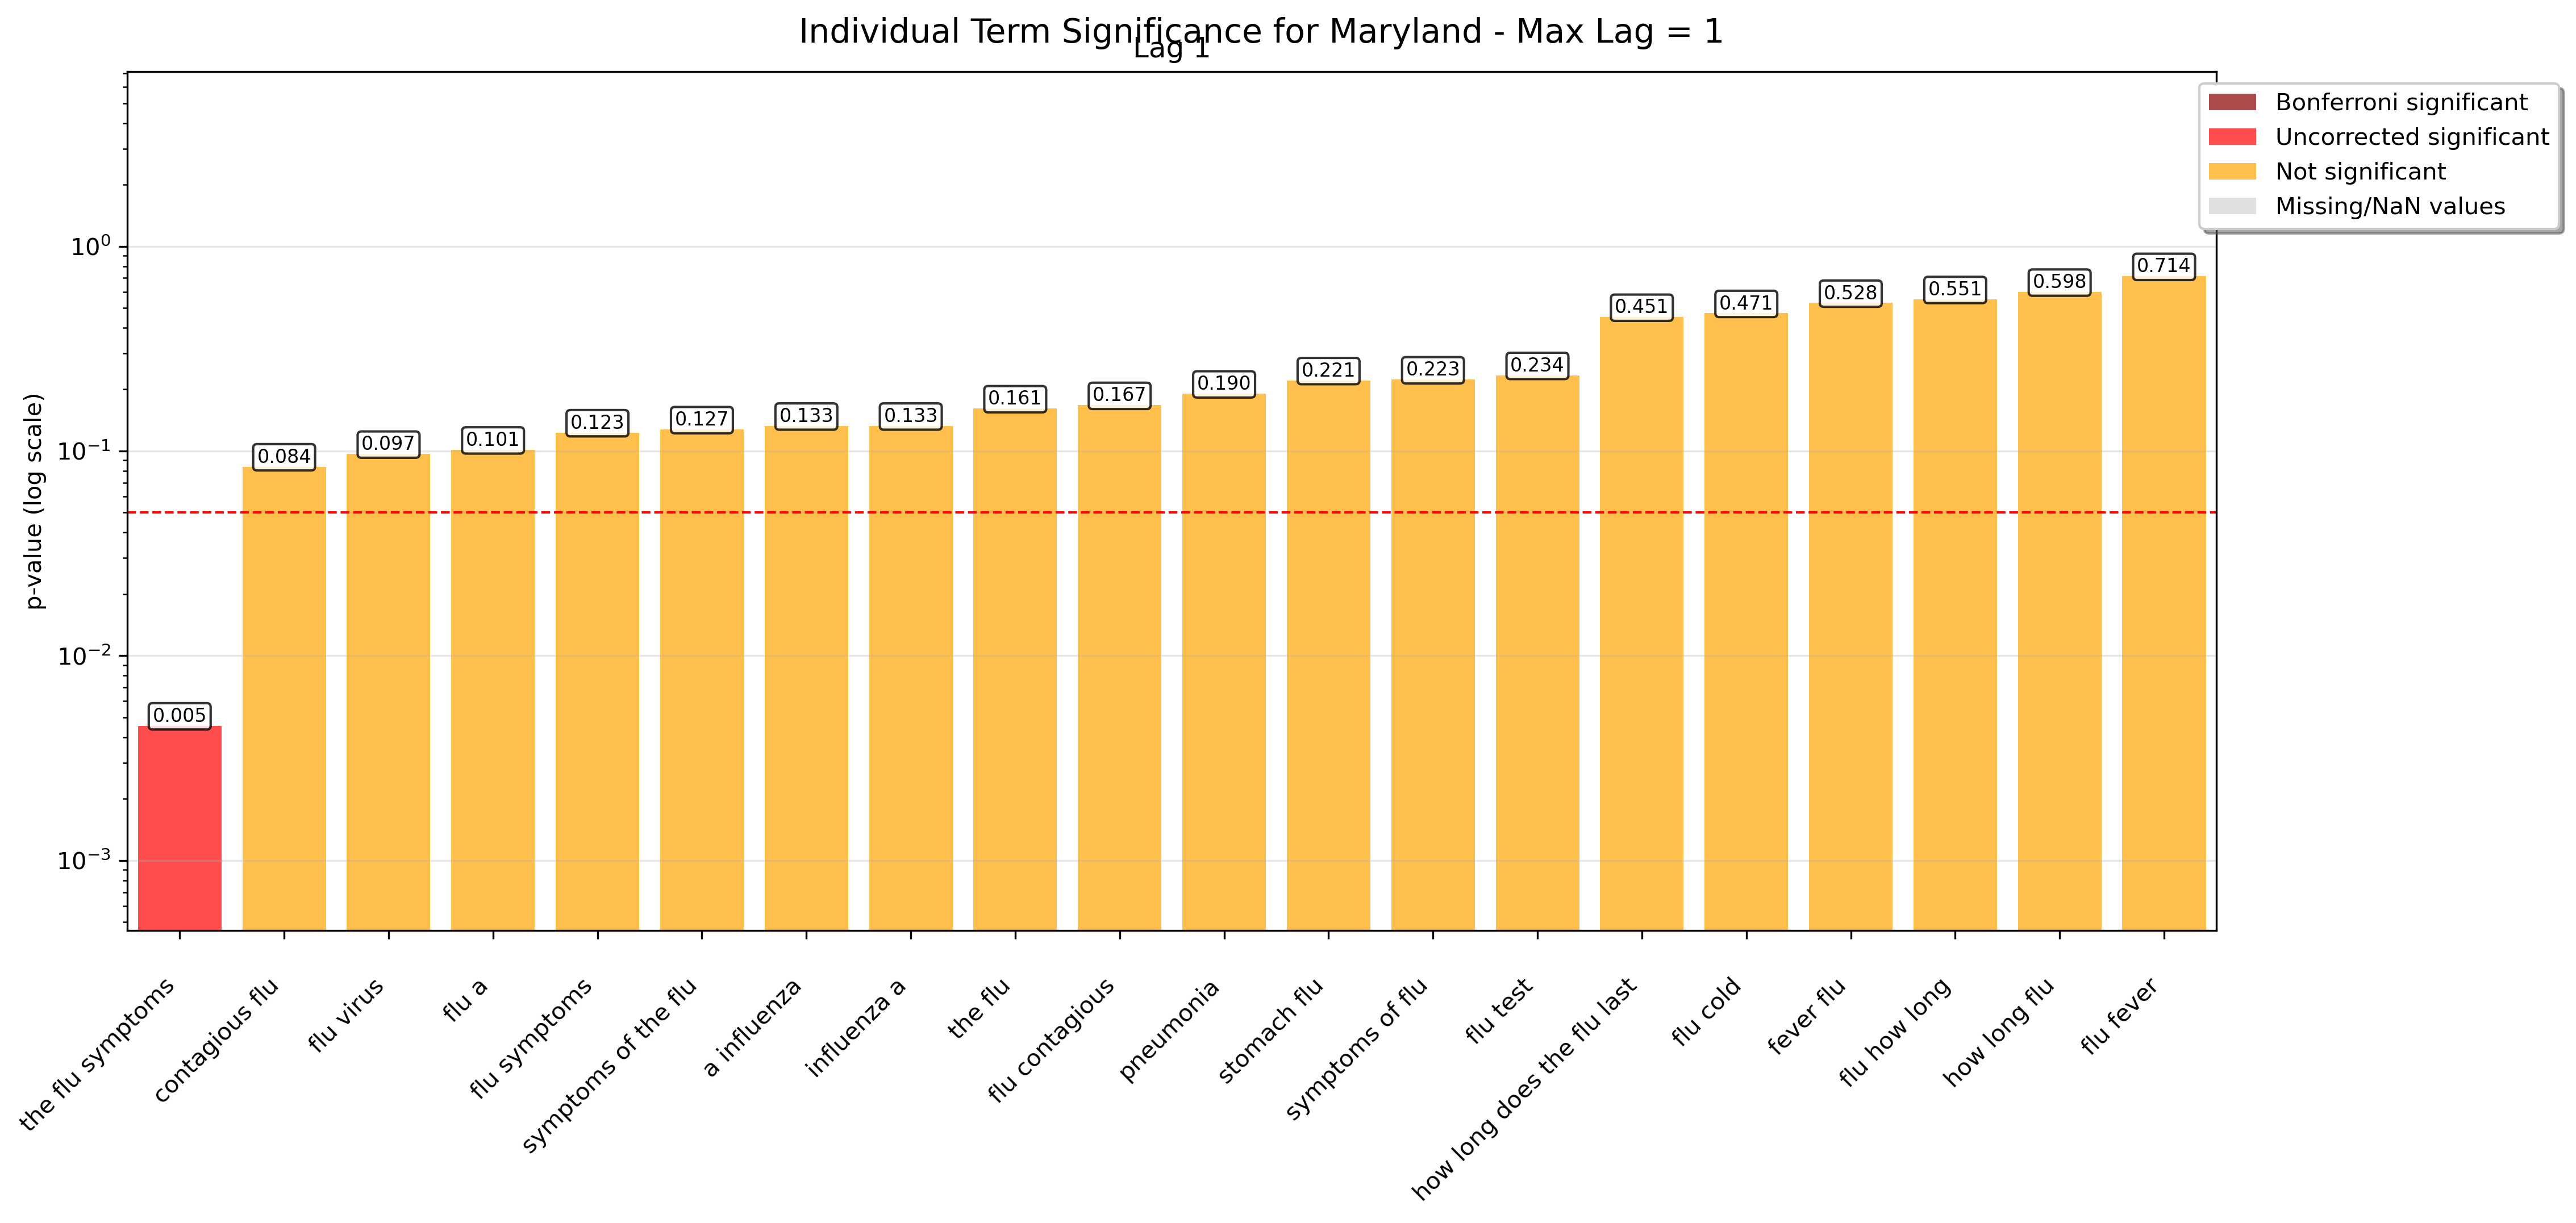 Individual Term Significance for Maryland - Max Lag = 1
Lag 1
Bonferroni significant
Uncorrected significant
Not significant
Missing/NaN values
p-value (log scale)
10⁰
10⁻¹
10⁻²
10⁻³
0.005
0.084
0.097
0.101
0.123
0.127
0.133
0.133
0.161
0.167
0.190
0.221
0.223
0.234
0.451
0.471
0.528
0.551
0.598
0.714
the flu symptoms
contagious flu
flu virus
flu a
flu symptoms
symptoms of the flu
a influenza
influenza a
the flu
flu contagious
pneumonia
stomach flu
symptoms of flu
flu test
how long does the flu last
flu cold
fever flu
flu how long
how long flu
flu fever